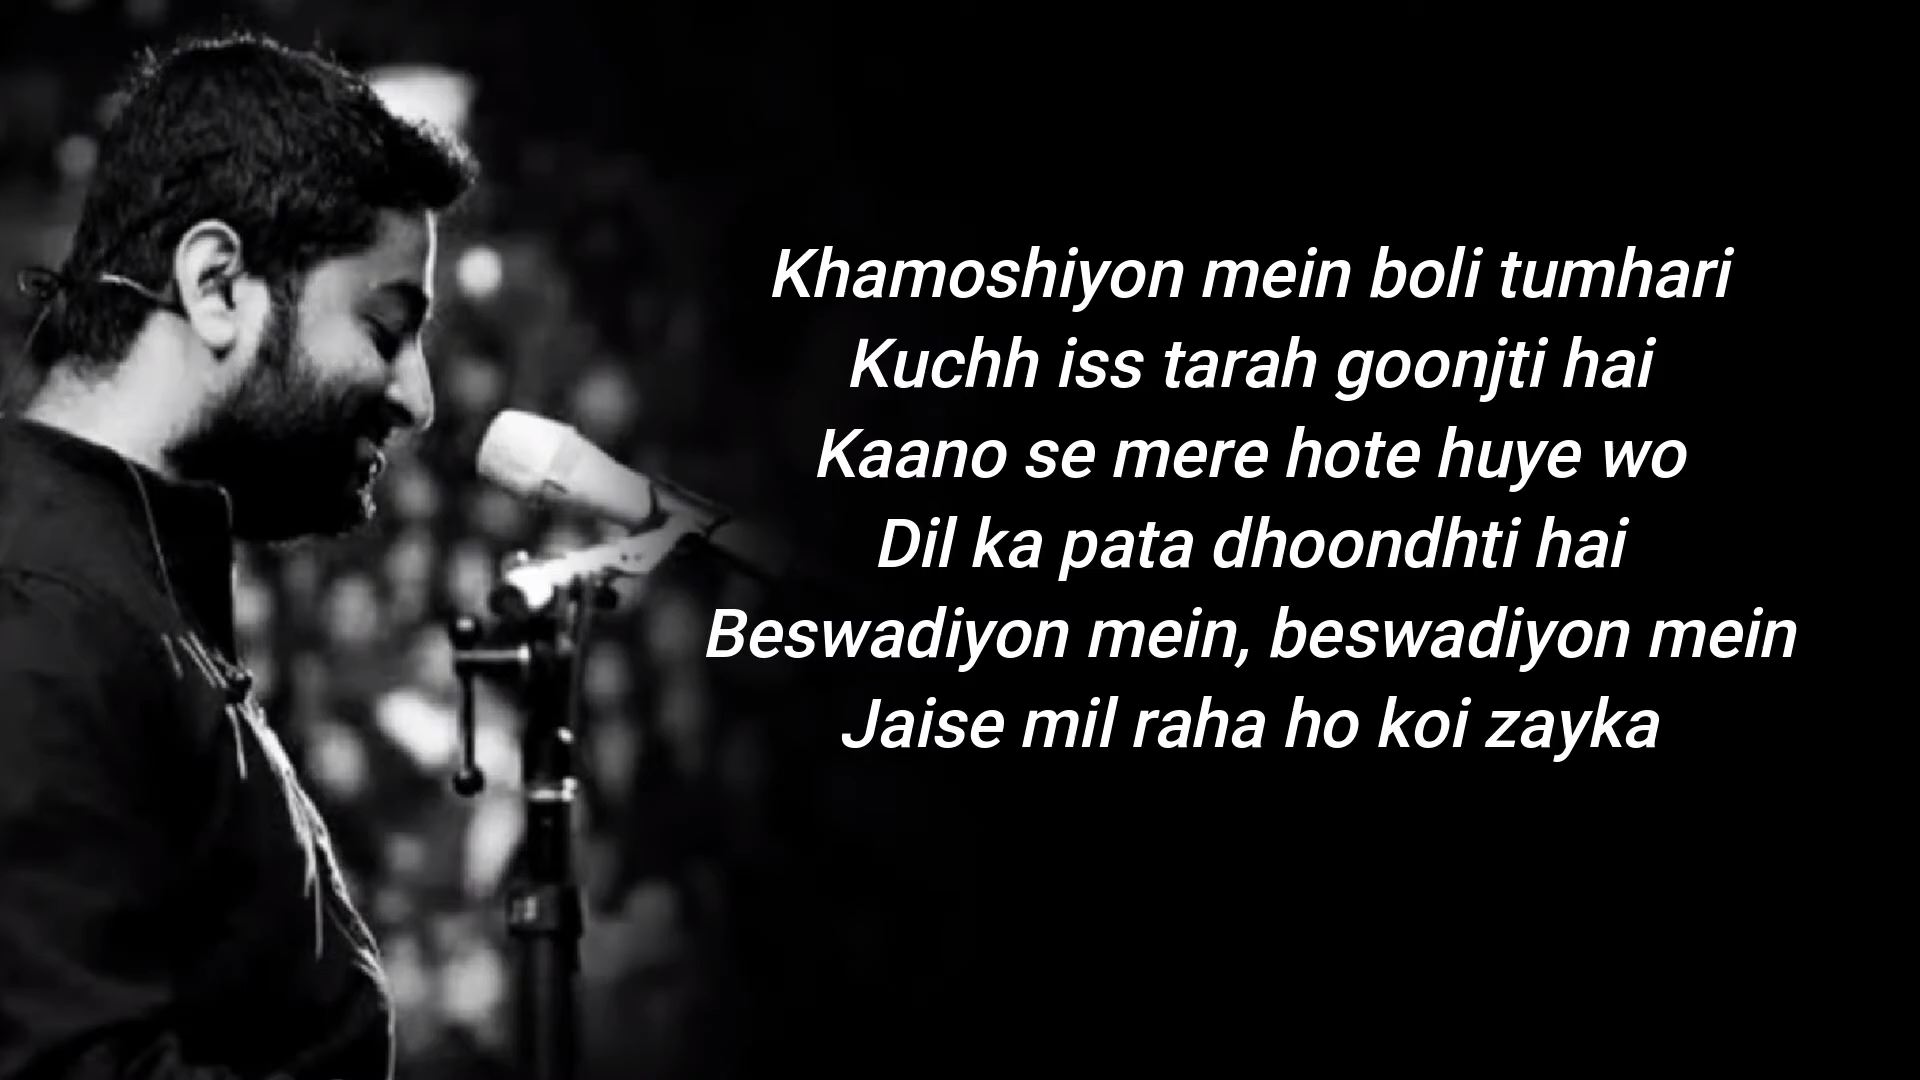 Khamoshiyon mein boli tumhari
Kuchh iss tarah goonjti hai
Kaano se mere hote huye wo
Dil ka pata dhoondhti hai
Beswadiyon mein, beswadiyon mein
Jaise mil raha ho koi zayka